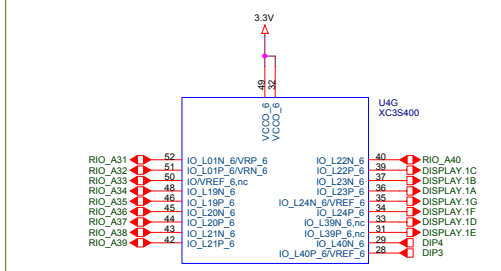 3.3V
49
32
VCCO_6
VCCO_6
U4G
XC3S400
RIO_A31 52 IO_L01N_6/VRP_6 IO_L22N_6 40 RIO_A40
RIO_A32 51 IO_L01P_6/VRN_6 IO_L22P_6 39 DISPLAY.1C
RIO_A33 50 IO/VREF_6,nc IO_L23N_6 37 DISPLAY.1B
RIO_A34 48 IO_L19N_6 IO_L23P_6 36 DISPLAY.1A
RIO_A35 46 IO_L19P_6 IO_L24N_6/VREF_6 35 DISPLAY.1G
RIO_A36 45 IO_L20N_6 IO_L24P_6 34 DISPLAY.1F
RIO_A37 44 IO_L20P_6 IO_L39N_6,nc 33 DISPLAY.1D
RIO_A38 43 IO_L21N_6 IO_L39P_6 31 DISPLAY.1E
RIO_A39 42 IO_L21P_6 IO_L40N_6 29 DIP4
IO_L40P_6/VREF_6 28 DIP3